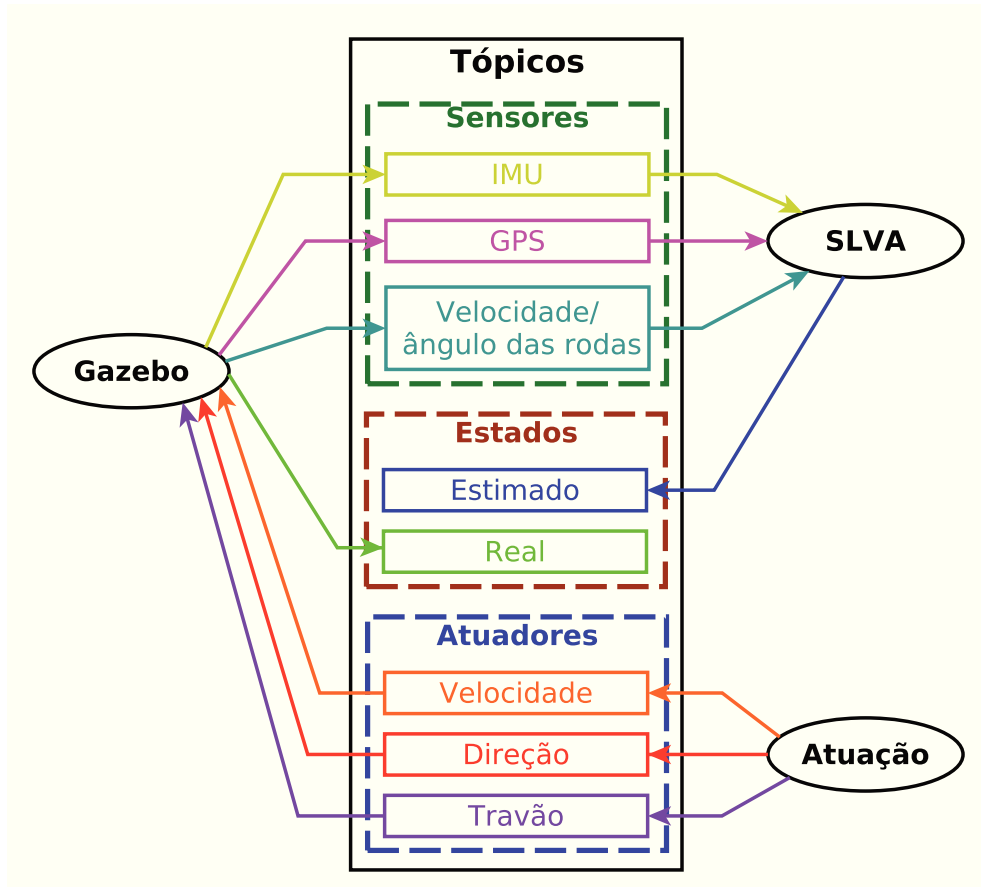 Tópicos
Sensores
IMU
GPS
SLVA
Velocidade/
ângulo das rodas
Gazebo
Estados
Estimado
Real
Atuadores
Velocidade
Direção
Atuação
Travão